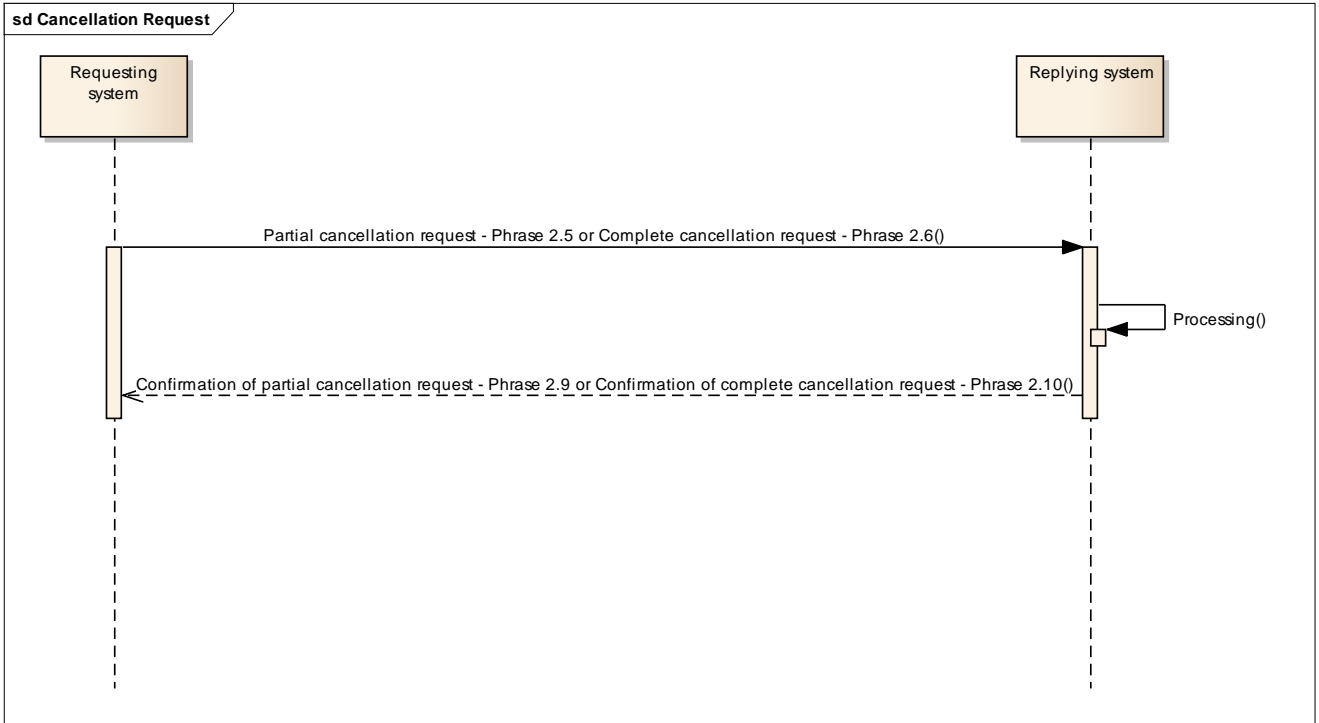 sd Cancellation Request
Requesting
system
Replying system
Partial cancellation request - Phrase 2.5 or Complete cancellation request - Phrase 2.6()
Processing()
Confirmation of partial cancellation request - Phrase 2.9 or Confirmation of complete cancellation request - Phrase 2.10()